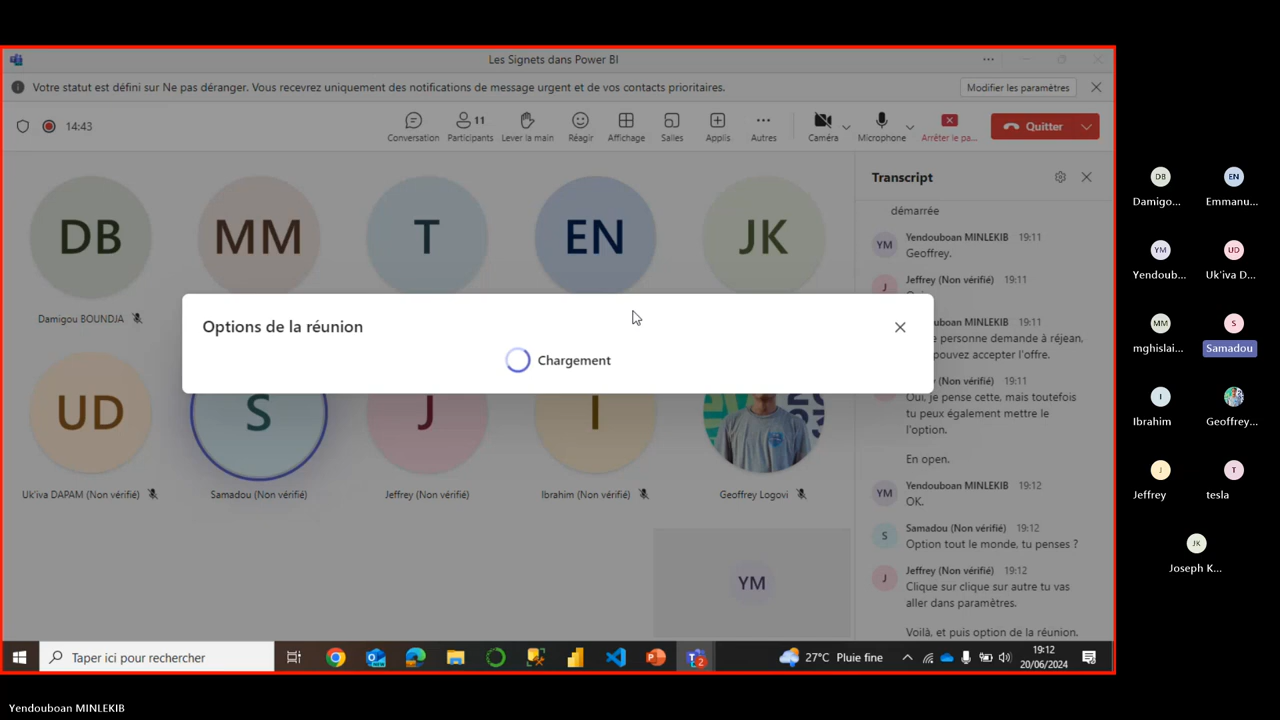 Les Signets dans Power BI
Votre statut est défini sur Ne pas déranger. Vous recevrez uniquement des notifications de message urgent et de vos contacts prioritaires.
Modifier les paramètres
14:43
Conversation
Participants
11
Lever la main
Réagir
Affichage
Salles
Applis
Autres
Caméra
Microphone
Arrêter le pa...
Quitter
DB
MM
T
EN
JK
Damigou BOUNDJA
Options de la réunion
Chargement
UD
S
J
I
Uk'iva DAPAM (Non vérifié)
Samadou (Non vérifié)
Jeffrey (Non vérifié)
Ibrahim (Non vérifié)
Geoffrey Logovi
YM
Transcript
démarrée
YM
Yendouboan MINLEKIB 19:11
Geoffrey.
J
Jeffrey (Non vérifié) 19:11
douboan MINLEKIB 19:11
personne demande à réjean,
pouvez accepter l'offre.
(Non vérifié) 19:11
Oui, je pense cette, mais toutefois
tu peux également mettre le
l'option.
En open.
YM
Yendouboan MINLEKIB 19:12
OK.
S
Samadou (Non vérifié) 19:12
Option tout le monde, tu penses ?
J
Jeffrey (Non vérifié) 19:12
Clique sur clique sur autre tu vas
aller dans paramètres.
Voilà, et puis option de la réunion.
Taper ici pour rechercher
2
27°C Pluie fine
19:12
20/06/2024
DB
Damigo...
EN
Emmanu...
YM
Yendoub...
UD
Uk'iva D...
MM
mghislai...
S
Samadou
I
Ibrahim
Geoffrey...
J
Jeffrey
T
tesla
JK
Joseph K...
Yendouboan MINLEKIB